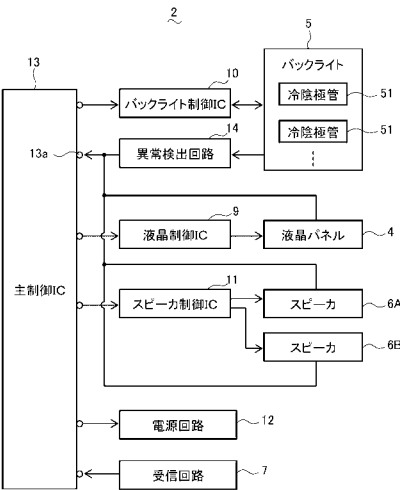 2
5
13
バックライト
10
バックライト制御IC
冷陰極管
51
14
冷陰極管
51
13a
異常検出回路
9
液晶制御IC
液晶パネル
4
主制御IC
11
スピーカ制御IC
スピーカ
6A
スピーカ
6B
電源回路
12
受信回路
7